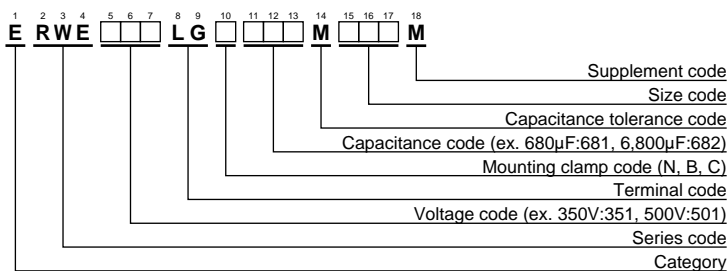 1 2 3 4 5 6 7 8 9 10 11 12 13 14 15 16 17 18
E RWE □□□ LG □ □□□ M □□□ M
Supplement code
Size code
Capacitance tolerance code
Capacitance code (ex. 680μF:681, 6,800μF:682)
Mounting clamp code (N, B, C)
Terminal code
Voltage code (ex. 350V:351, 500V:501)
Series code
Category